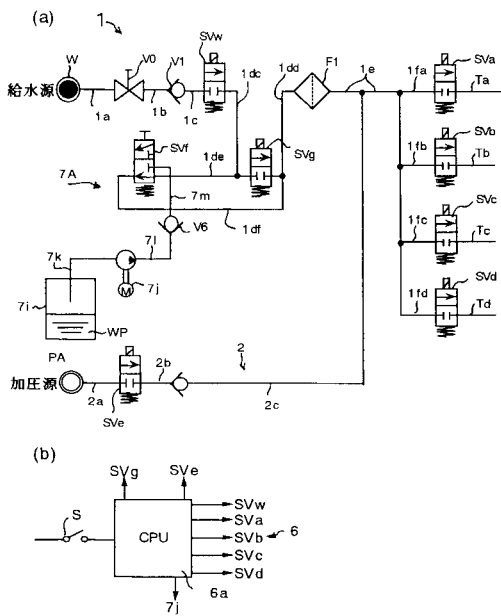 (a)
1
W
給水源
1a
V0
1b
V1
1c
SVw
1dc
1dd
F1
1e
1fa
SVa
Ta
SVf
1de
SVg
7A
7m
1df
V6
1fb
SVb
Tb
1fc
SVc
Tc
1fd
SVd
Td
7k
7l
M
7j
7i
WP
PA
加圧源
2a
SVe
2b
2
2c
(b)
SVg
SVe
S
CPU
SVw
SVa
SVb
6
SVc
SVd
6a
7j